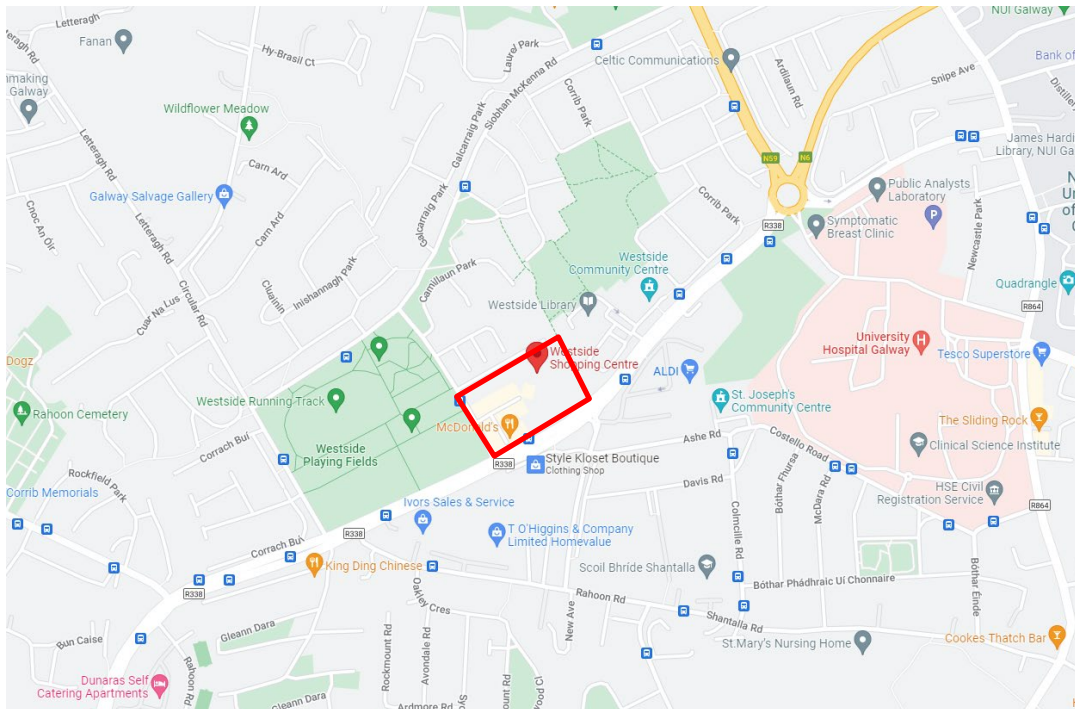 Letteragh
Fanan
Hy-Brasil Ct
Laurel Park
Siobhan McKenna Rd
Celtic Communications
Ardilaun Rd
NUI Galway
Bank of
Snipe Ave
Galway
Letteragh Rd
Wildflower Meadow
Galcarraig Park
Corrib Park
N59
N6
James Hardi
Library, NUI Ga
Carn Ard
Galway Salvage Gallery
Carn Ard
Galcarraig Park
Corrib Park
Public Analysts
Laboratory
P
Newcastle Park
R338
Symptomatic
Breast Clinic
Cnoc An Óir
Letteragh Rd
Cluainín
Inishannagh Park
Camillaun Park
Westside
Community Centre
Quadrangle
Cuar Na Lus
Circular Rd
Westside Library
R864
University
Hospital Galway
H
Tesco Superstore
Dogz
Westside
Shopping Centre
ALDI
Westside Running Track
St. Joseph's
Community Centre
Rahoon Cemetery
McDonald's
The Sliding Rock
Corrach Buí
Westside
Playing Fields
Ashe Rd
Costello Road
Clinical Science Institute
R338
Style Kloset Boutique
Clothing Shop
Rockfield Park
Davis Rd
Bóthar Fhursa
McDara Rd
HSE Civil
Registration Service
Corrib Memorials
Ivors Sales & Service
Colmcille Rd
R864
T O'Higgins & Company
Limited Homevalue
R338
Corrach Buí
King Ding Chinese
Scoil Bhríde Shantalla
Bóthar Phádhraic Uí Chonnaire
Bóthar Éinde
R338
Rahoon Rd
Oakley Cres
New Ave
Shantalla Rd
Gleann Dara
Bun Caise
St.Mary's Nursing Home
Cookes Thatch Bar
Rockmount Rd
Avondale Rd
Rahoon Rd
Dunaras Self
Catering Apartments
Gleann Dara
Ardmore Rd